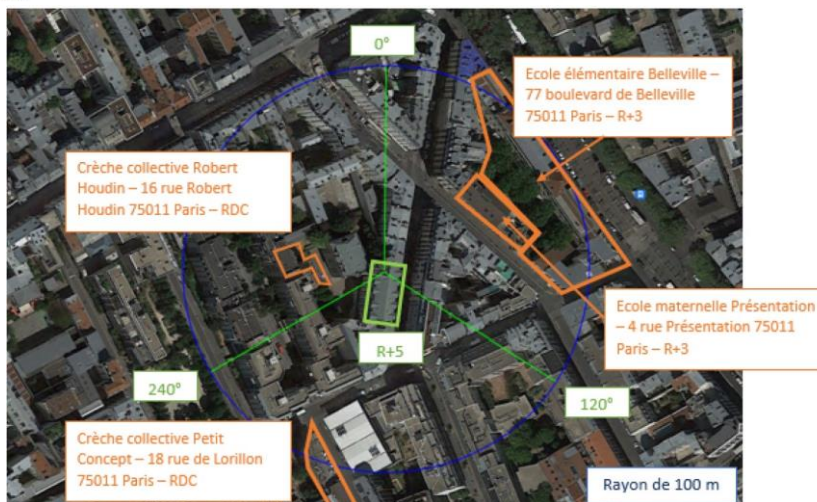 0°
Ecole élémentaire Belleville –
77 boulevard de Belleville
75011 Paris – R+3
Crèche collective Robert
Houdin – 16 rue Robert
Houdin 75011 Paris – RDC
Ecole maternelle Présentation
– 4 rue Présentation 75011
Paris – R+3
R+5
240°
120°
Crèche collective Petit
Concept – 18 rue de Lorillon
75011 Paris – RDC
Rayon de 100 m